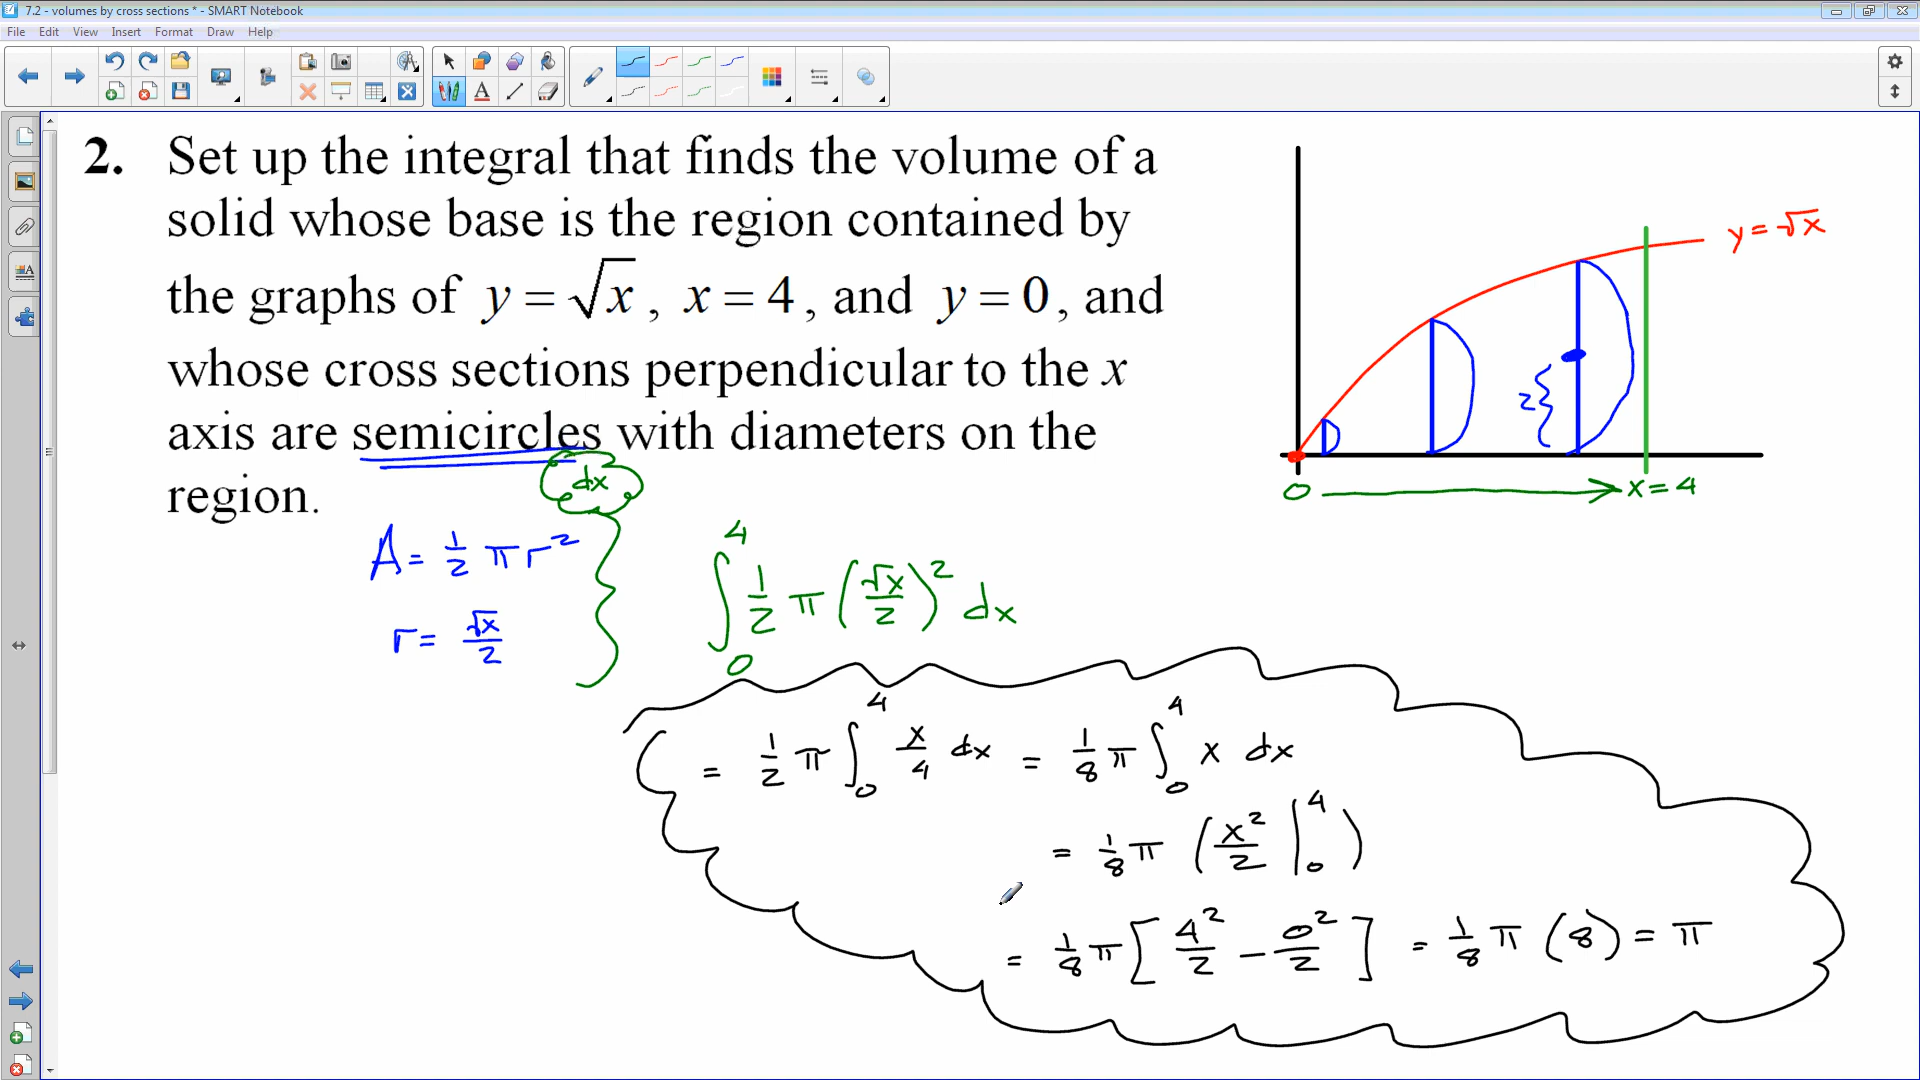 7.2 - volumes by cross sections * - SMART Notebook
File Edit View Insert Format Draw Help
2. Set up the integral that finds the volume of a
solid whose base is the region contained by
the graphs of y = √x , x = 4 , and y = 0 , and
whose cross sections perpendicular to the x
axis are semicircles with diameters on the
region.
y = √x
2
0 x = 4
dx
A = 1/2 π r²
r = √x/2
∫₀⁴ 1/2 π (√x/2)² dx
= 1/2 π ∫₀⁴ x/4 dx = 1/8 π ∫₀⁴ x dx
= 1/8 π (x²/2 |₀⁴)
= 1/8 π [4²/2 − 0²/2] = 1/8 π (8) = π